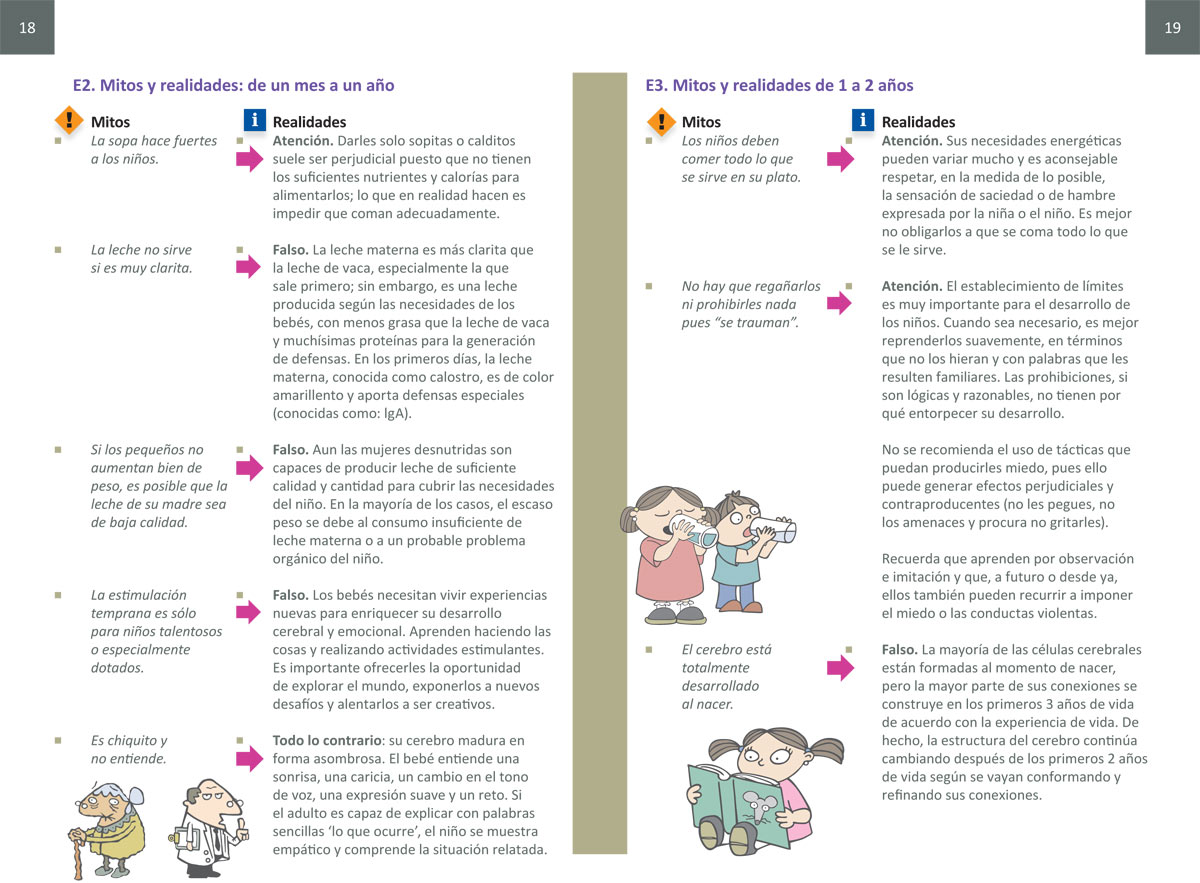 18
E2. Mitos y realidades: de un mes a un año
! Mitos
i Realidades
La sopa hace fuertes
a los niños.
Atención. Darles solo sopitas o calditos
suele ser perjudicial puesto que no tienen
los suficientes nutrientes y calorías para
alimentarlos; lo que en realidad hacen es
impedir que coman adecuadamente.
La leche no sirve
si es muy clarita.
Falso. La leche materna es más clarita que
la leche de vaca, especialmente la que
sale primero; sin embargo, es una leche
producida según las necesidades de los
bebés, con menos grasa que la leche de vaca
y muchísimas proteínas para la generación
de defensas. En los primeros días, la leche
materna, conocida como calostro, es de color
amarillento y aporta defensas especiales
(conocidas como: lgA).
Si los pequeños no
aumentan bien de
peso, es posible que la
leche de su madre sea
de baja calidad.
Falso. Aun las mujeres desnutridas son
capaces de producir leche de suficiente
calidad y cantidad para cubrir las necesidades
del niño. En la mayoría de los casos, el escaso
peso se debe al consumo insuficiente de
leche materna o a un probable problema
orgánico del niño.
La estimulación
temprana es sólo
para niños talentosos
o especialmente
dotados.
Falso. Los bebés necesitan vivir experiencias
nuevas para enriquecer su desarrollo
cerebral y emocional. Aprenden haciendo las
cosas y realizando actividades estimulantes.
Es importante ofrecerles la oportunidad
de explorar el mundo, exponerlos a nuevos
desafíos y alentarlos a ser creativos.
Es chiquito y
no entiende.
Todo lo contrario: su cerebro madura en
forma asombrosa. El bebé entiende una
sonrisa, una caricia, un cambio en el tono
de voz, una expresión suave y un reto. Si
el adulto es capaz de explicar con palabras
sencillas ‘lo que ocurre’, el niño se muestra
empático y comprende la situación relatada.
19
E3. Mitos y realidades de 1 a 2 años
! Mitos
i Realidades
Los niños deben
comer todo lo que
se sirve en su plato.
Atención. Sus necesidades energéticas
pueden variar mucho y es aconsejable
respetar, en la medida de lo posible,
la sensación de saciedad o de hambre
expresada por la niña o el niño. Es mejor
no obligarlos a que se coma todo lo que
se le sirve.
No hay que regañarlos
ni prohibirles nada
pues “se trauman”.
Atención. El establecimiento de límites
es muy importante para el desarrollo de
los niños. Cuando sea necesario, es mejor
reprenderlos suavemente, en términos
que no los hieran y con palabras que les
resulten familiares. Las prohibiciones, si
son lógicas y razonables, no tienen por
qué entorpecer su desarrollo.
No se recomienda el uso de tácticas que
puedan producirles miedo, pues ello
puede generar efectos perjudiciales y
contraproducentes (no les pegues, no
los amenaces y procura no gritarles).
Recuerda que aprenden por observación
e imitación y que, a futuro o desde ya,
ellos también pueden recurrir a imponer
el miedo o las conductas violentas.
El cerebro está
totalmente
desarrollado
al nacer.
Falso. La mayoría de las células cerebrales
están formadas al momento de nacer,
pero la mayor parte de sus conexiones se
construye en los primeros 3 años de vida
de acuerdo con la experiencia de vida. De
hecho, la estructura del cerebro continúa
cambiando después de los primeros 2 años
de vida según se vayan conformando y
refinando sus conexiones.